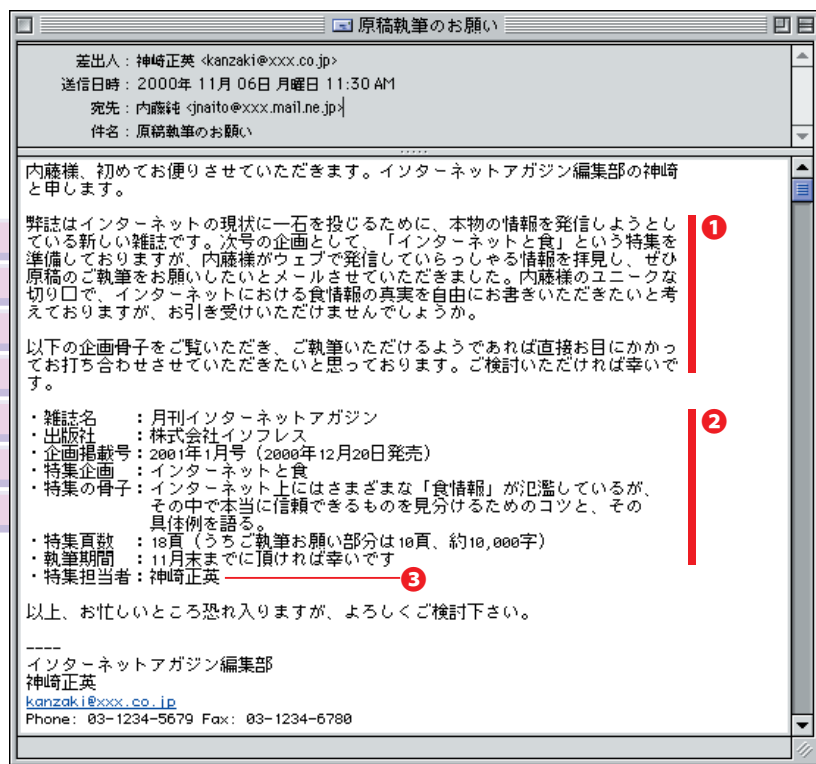 原稿執筆のお願い
差出人：神崎正英 <kanzaki@xxx.co.jp>
送信日時：2000年 11月 06日 月曜日 11:30 AM
宛先：内藤純 <jnaito@xxx.mail.ne.jp>
件名：原稿執筆のお願い
内藤様、初めてお便りさせていただきます。インターネットアガジン編集部の神崎
と申します。
弊誌はインターネットの現状に一石を投じるために、本物の情報を発信しようとし
ている新しい雑誌です。次号の企画として、「インターネットと食」という特集を
準備しておりますが、内藤様がウェブで発信していらっしゃる情報を拝見し、ぜひ
原稿のご執筆をお願いしたいとメールさせていただきました。内藤様のユニークな
切り口で、インターネットにおける食情報の真実を自由にお書きいただきたいと考
えておりますが、お引き受けいただけませんでしょうか。
❶
以下の企画骨子をご覧いただき、ご執筆いただけるようであれば直接お目にかかっ
てお打ち合わせさせていただきたいと思っております。ご検討いただければ幸いで
す。
・雑誌名　　：月刊インターネットアガジン
・出版社　　：株式会社インフレス
・企画掲載号：2001年1月号（2000年12月20日発売）
・特集企画　：インターネットと食
・特集の骨子：インターネット上にはさまざまな「食情報」が氾濫しているが、
その中で本当に信頼できるものを見分けるためのコツと、その
具体例を語る。
・特集頁数　：18頁（うちご執筆お願い部分は10頁、約10,000字）
・執筆期間　：11月末までに頂ければ幸いです
・特集担当者：神崎正英
❷
❸
以上、お忙しいところ恐れ入りますが、よろしくご検討下さい。
----
インターネットアガジン編集部
神崎正英
kanzaki@xxx.co.jp
Phone: 03-1234-5679 Fax: 03-1234-6780